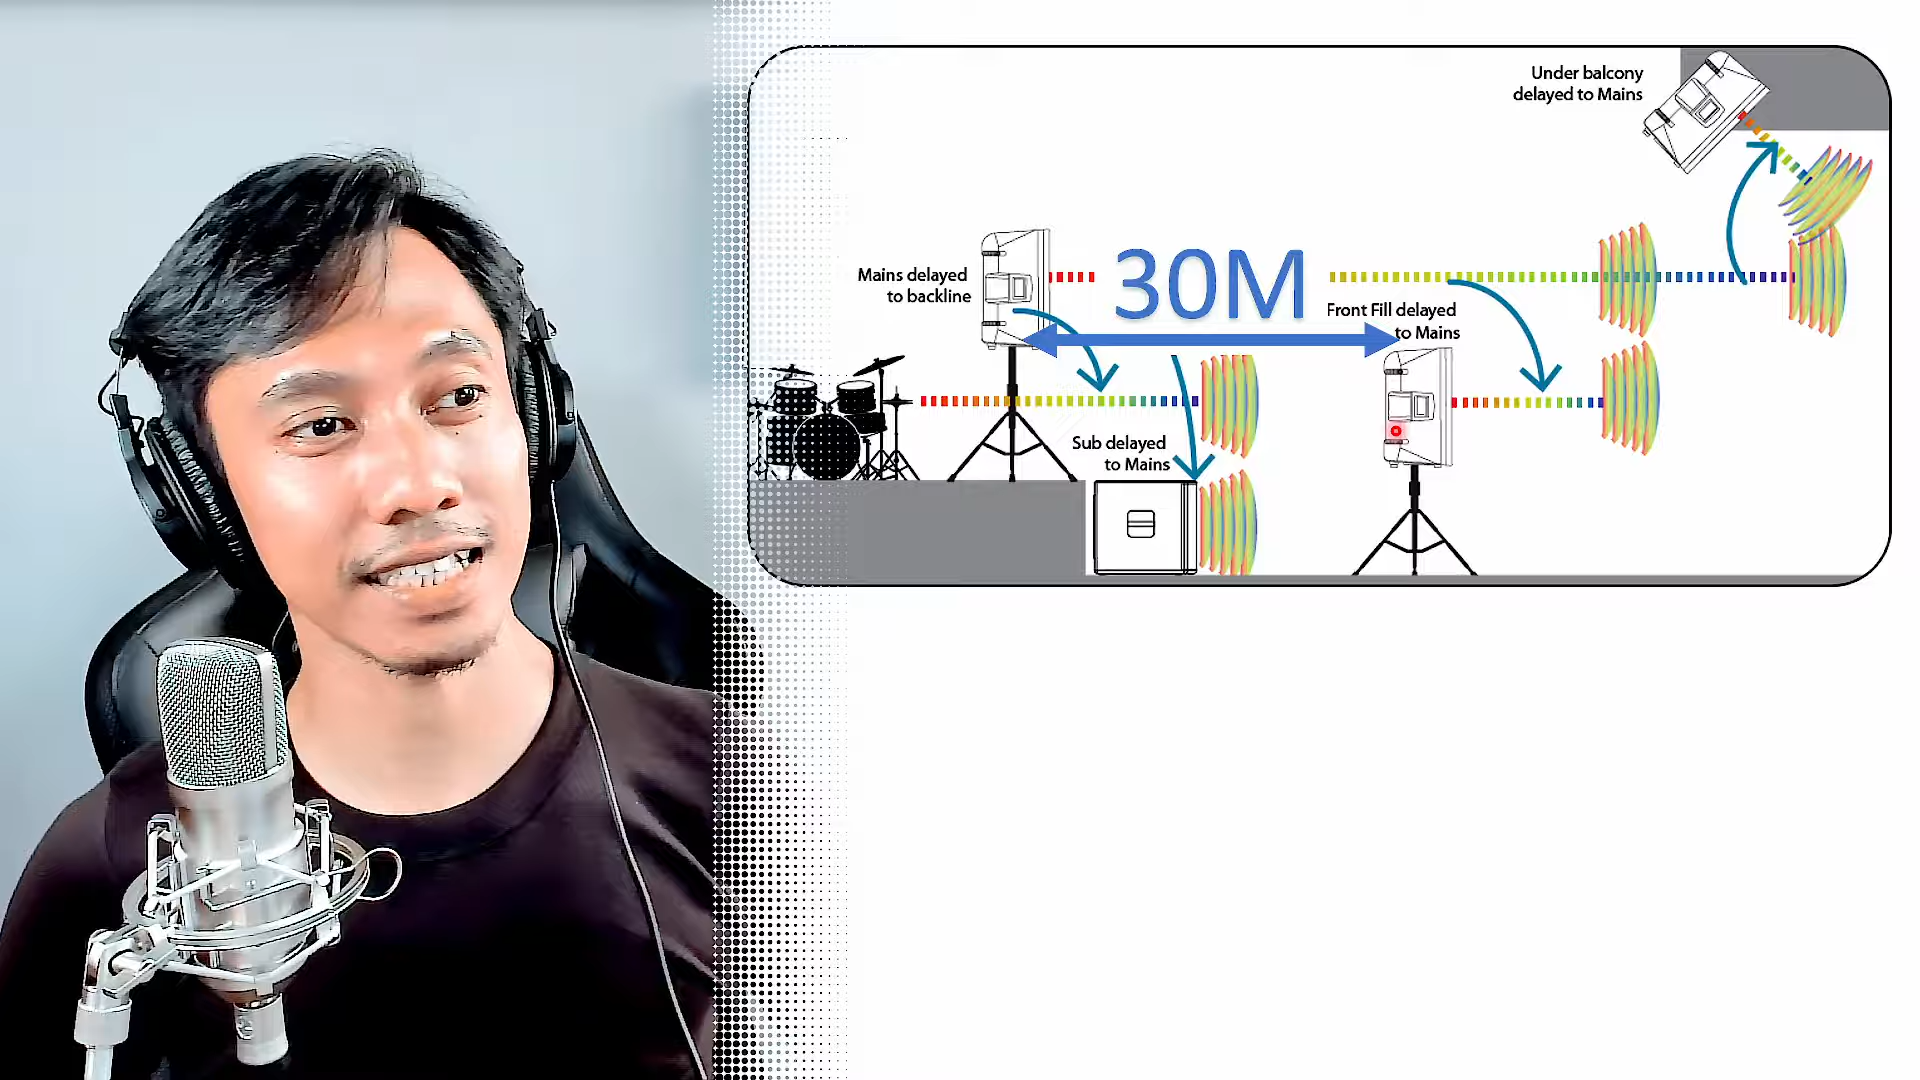 Under balcony
delayed to Mains
Mains delayed
to backline
30M
Front Fill delayed
to Mains
Sub delayed
to Mains